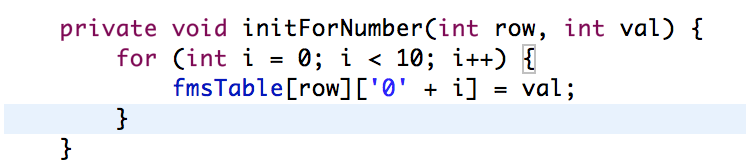 private void initForNumber(int row, int val) {
for (int i = 0; i < 10; i++) {
fmsTable[row]['0' + i] = val;
}
}